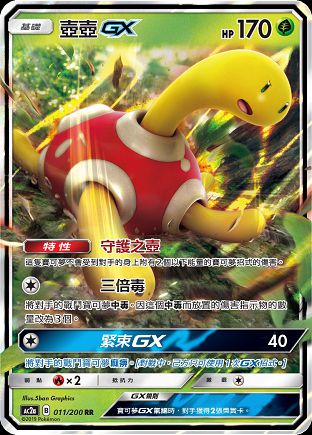 基礎 壺壺GX HP 170
特性 守護之壺
這隻寶可夢不會受到對手的身上附有2個以下能量的寶可夢招式的傷害。
三倍毒
將對手的戰鬥寶可夢中毒。因這個中毒而放置的傷害指示物的數
量改為3個。
緊束GX 40
將對手的戰鬥寶可夢麻痺。[對戰中，己方只可使用1次GX招式。]
弱點 ×2 抵抗力 撤退
GX規則
Illus.5ban Graphics
寶可夢GX【昏厥】時，對手獲得2張獎賞卡。
AC2a B 011/200 RR
©2019 Pokémon